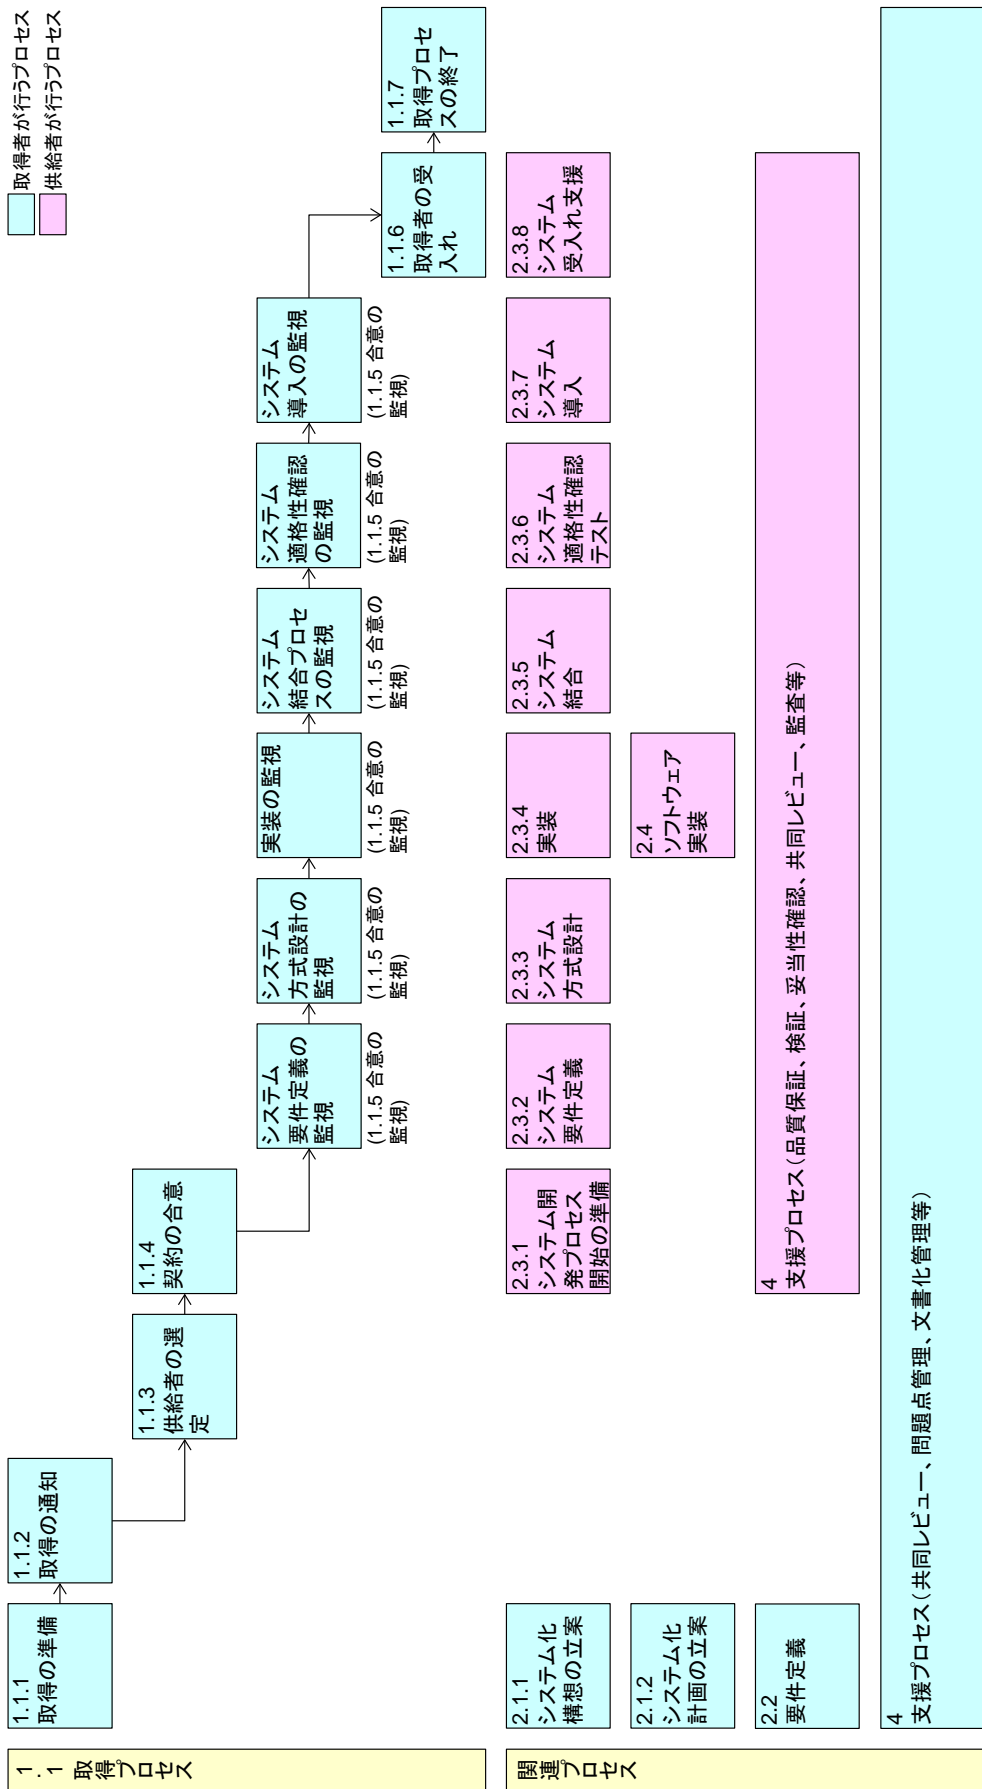 取得者が行うプロセス
供給者が行うプロセス
1.1 取得プロセス
1.1.1
取得の準備
1.1.2
取得の通知
1.1.3
供給者の選
定
1.1.4
契約の合意
システム
要件定義の
監視
(1.1.5 合意の
監視)
システム
方式設計の
監視
(1.1.5 合意の
監視)
実装の監視
(1.1.5 合意の
監視)
システム
結合プロセ
スの監視
(1.1.5 合意の
監視)
システム
適格性確認
の監視
(1.1.5 合意の
監視)
システム
導入の監視
(1.1.5 合意の
監視)
1.1.6
取得者の受
入れ
1.1.7
取得プロセ
スの終了
関連プロセス
2.1.1
システム化
構想の立案
2.1.2
システム化
計画の立案
2.2
要件定義
2.3.1
システム開
発プロセス
開始の準備
2.3.2
システム
要件定義
2.3.3
システム
方式設計
2.3.4
実装
2.4
ソフトウェア
実装
2.3.5
システム
結合
2.3.6
システム
適格性確認
テスト
2.3.7
システム
導入
2.3.8
システム
受入れ支援
4
支援プロセス（品質保証、検証、妥当性確認、共同レビュー、監査等）
4
支援プロセス（共同レビュー、問題点管理、文書化管理等）